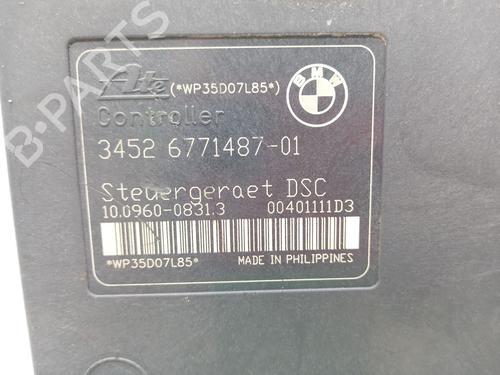 Ate (*WP35D07L85*)
BMW
Controller
3452 6771487-01
Steuergeraet DSC
10.0960-0831.3 00401111D3
*WP35D07L85* MADE IN PHILIPPINES
B-PARTS